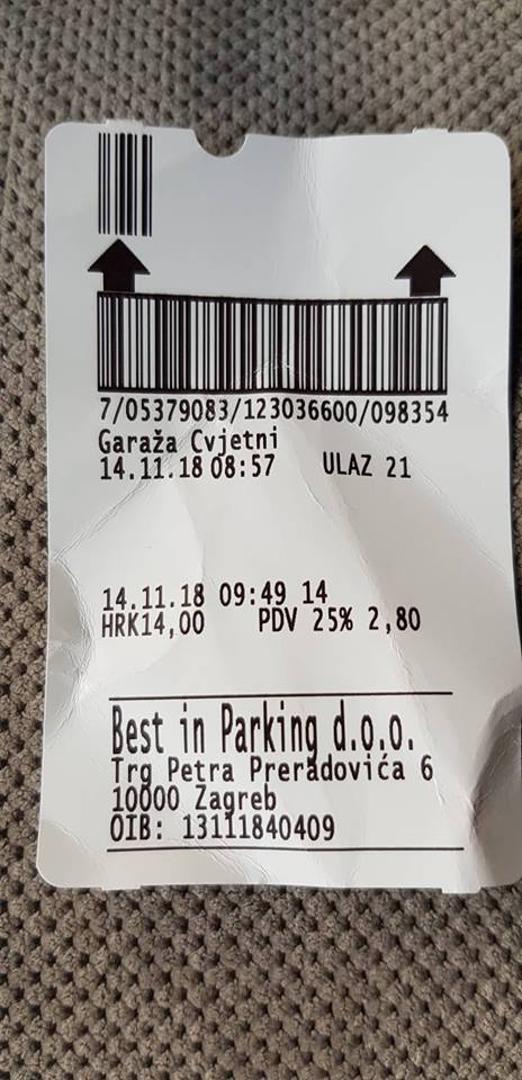 7/05379083/123036600/098354
Garaža Cvjetni
14.11.18 08:57 ULAZ 21
14.11.18 09:49 14
HRK14,00 PDV 25% 2,80
Best in Parking d.o.o.
Trg Petra Preradovića 6
10000 Zagreb
OIB: 13111840409